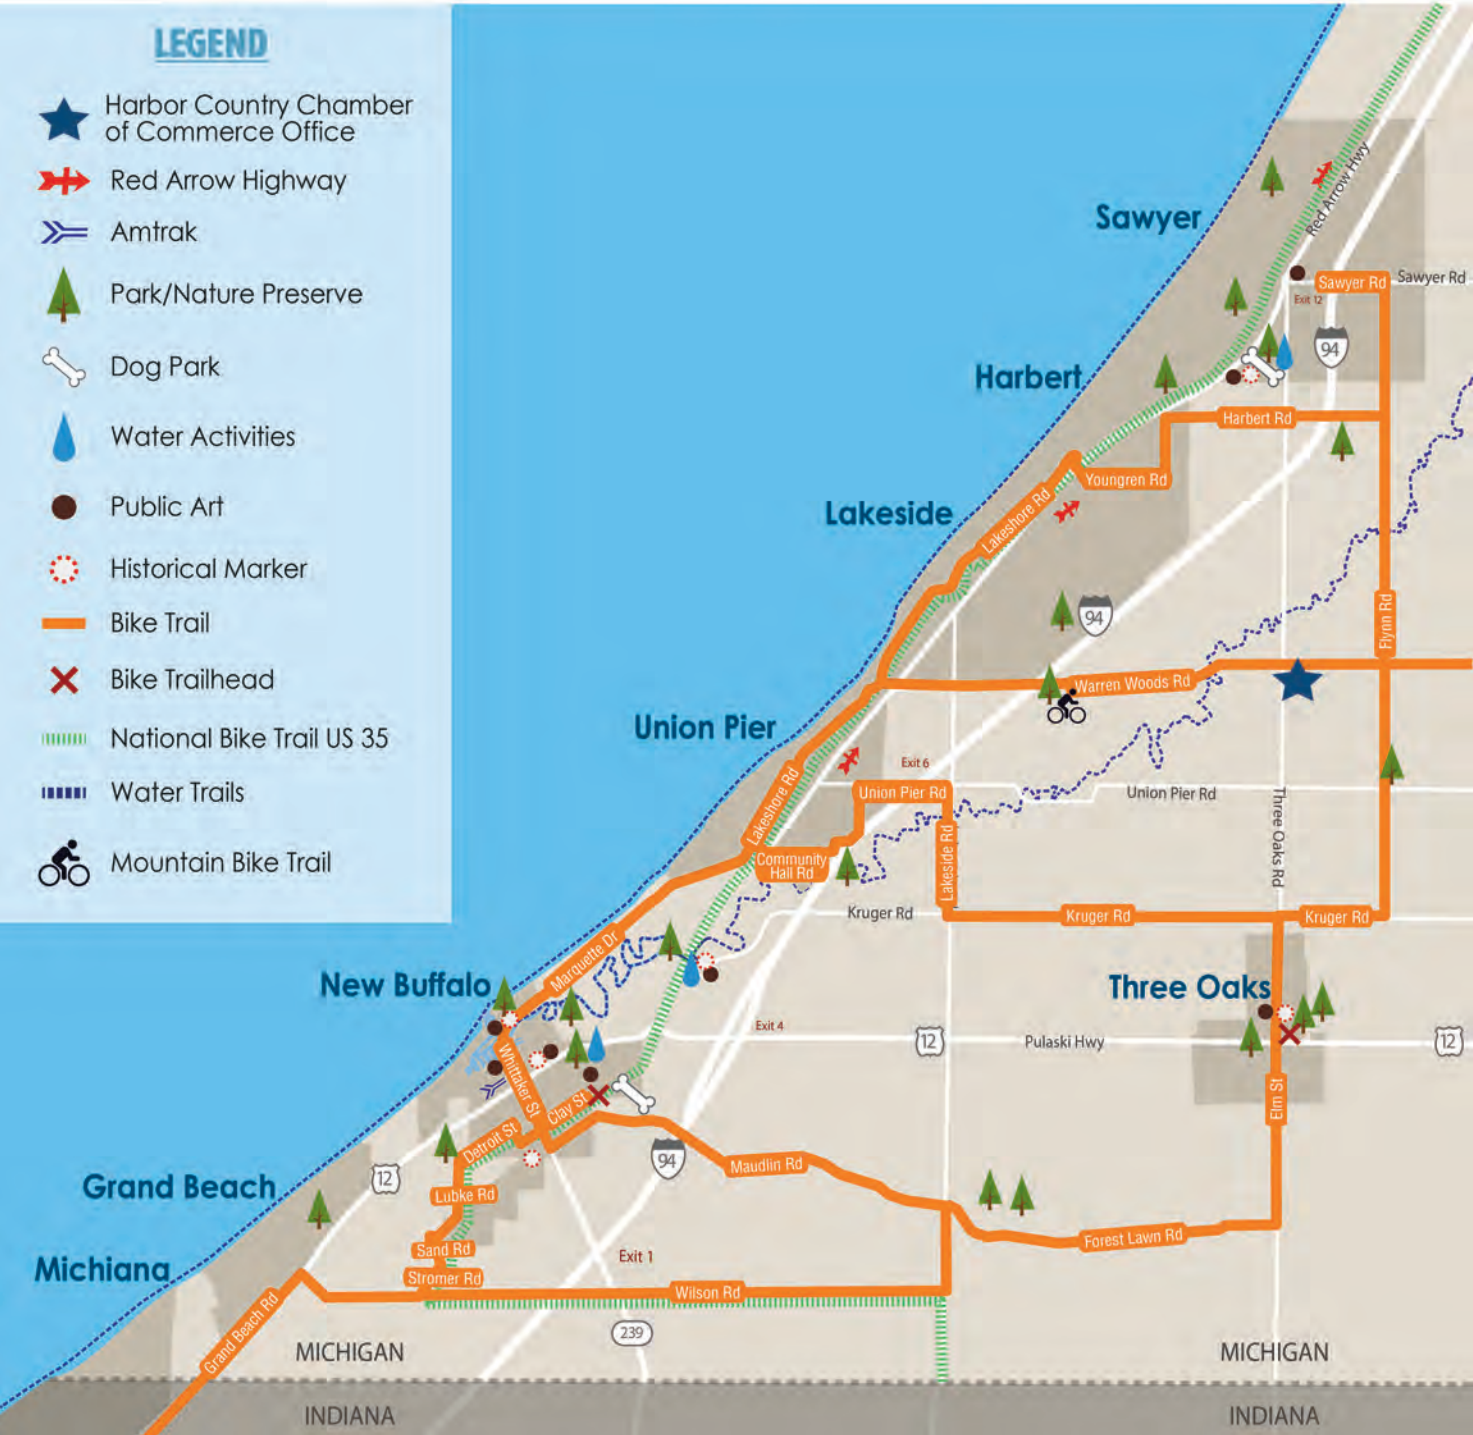 LEGEND
Harbor Country Chamber
of Commerce Office
Red Arrow Highway
Amtrak
Park/Nature Preserve
Dog Park
Water Activities
Public Art
Historical Marker
Bike Trail
Bike Trailhead
National Bike Trail US 35
Water Trails
Mountain Bike Trail
Red Arrow Hwy
Sawyer
Sawyer Rd
Sawyer Rd
Exit 12
94
Harbert
Harbert Rd
Youngren Rd
Lakeside
Lakeshore Rd
94
Flynn Rd
Warren Woods Rd
Union Pier
Exit 6
Lakeshore Rd
Union Pier Rd
Union Pier Rd
Three Oaks Rd
Community
Hall Rd
Lakeside Rd
Kruger Rd
Kruger Rd
Kruger Rd
Marquette Dr
New Buffalo
Three Oaks
Exit 4
12
Pulaski Hwy
12
Whittaker St
Clay St
Elm St
Detroit St
94
Maudlin Rd
12
Grand Beach
Lubke Rd
Forest Lawn Rd
Sand Rd
Exit 1
Michiana
Stromer Rd
Wilson Rd
Grand Beach Rd
239
MICHIGAN
MICHIGAN
INDIANA
INDIANA